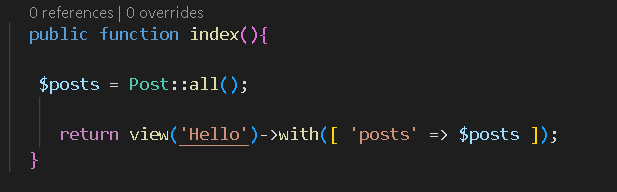 0 references | 0 overrides
public function index(){
$posts = Post::all();
return view('Hello')->with([ 'posts' => $posts ]);
}